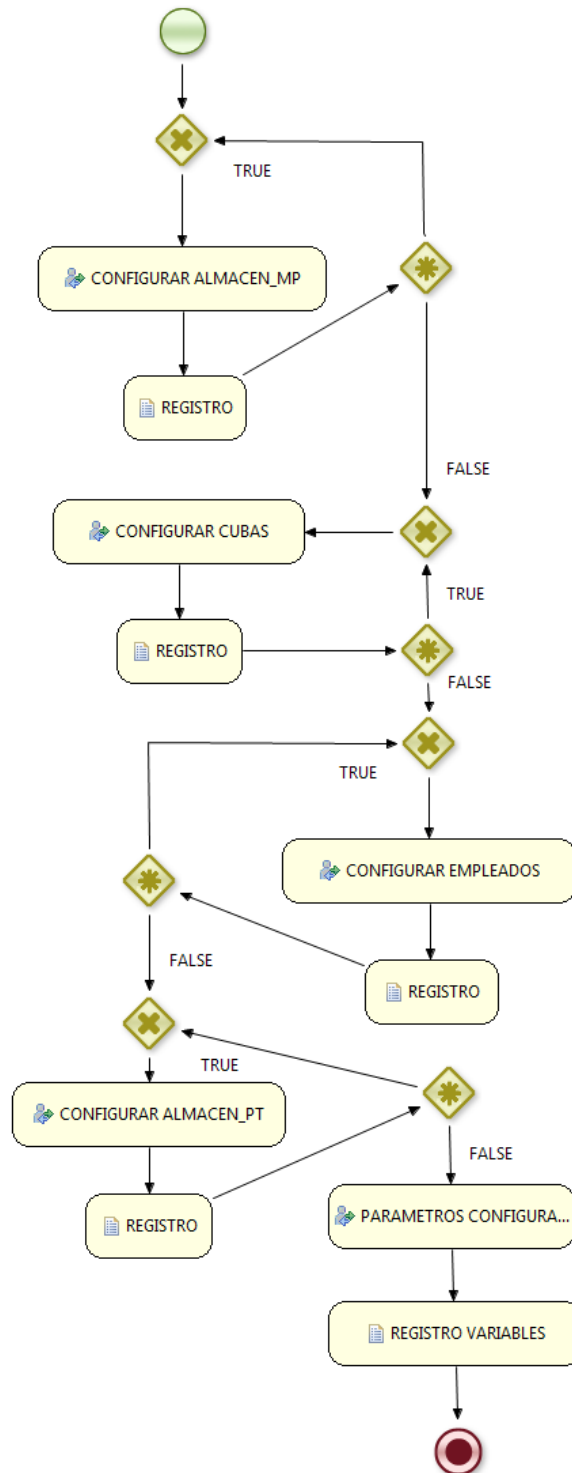 TRUE
CONFIGURAR ALMACEN_MP
REGISTRO
FALSE
CONFIGURAR CUBAS
TRUE
REGISTRO
FALSE
TRUE
CONFIGURAR EMPLEADOS
FALSE
REGISTRO
TRUE
CONFIGURAR ALMACEN_PT
FALSE
REGISTRO
PARAMETROS CONFIGURA...
REGISTRO VARIABLES